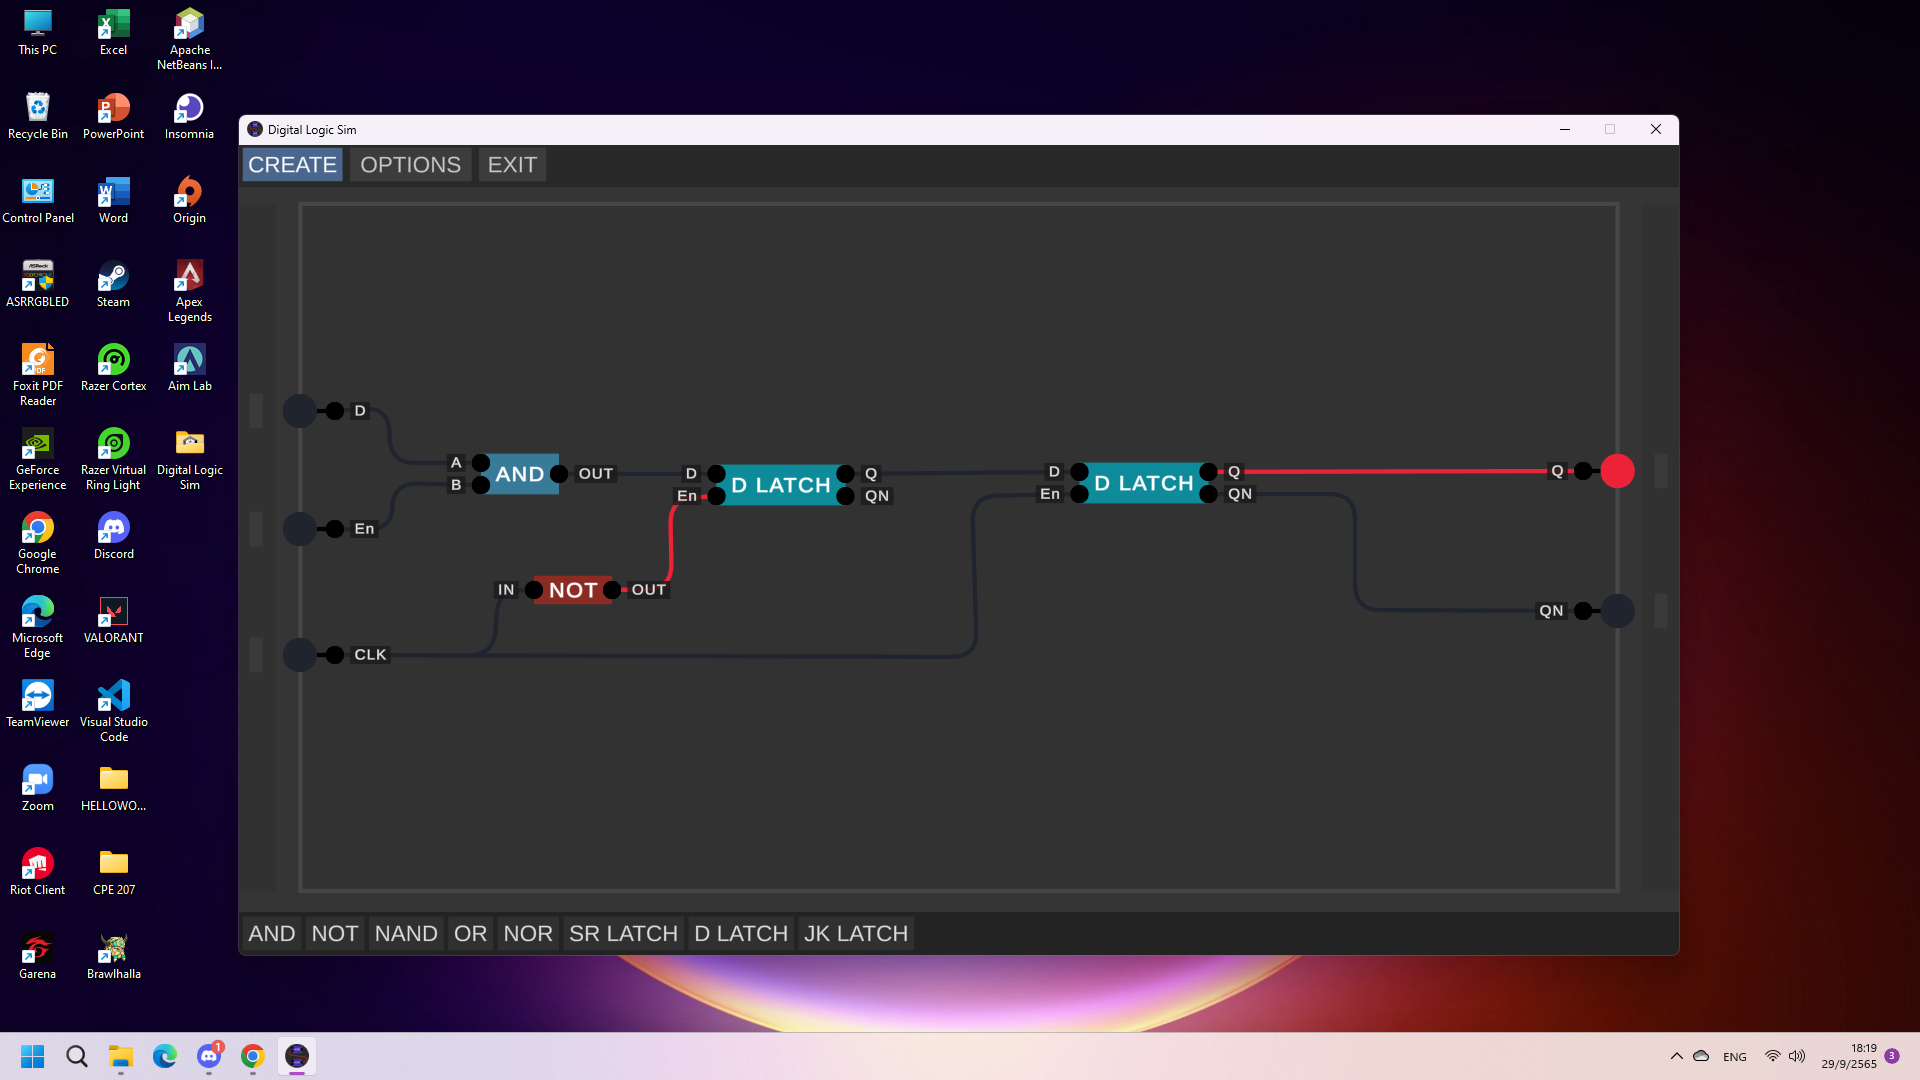 This PC
Excel
Apache
NetBeans I...
Recycle Bin
PowerPoint
Insomnia
Control Panel
Word
Origin
ASRRGBLED
Steam
Apex
Legends
Foxit PDF
Reader
Razer Cortex
Aim Lab
GeForce
Experience
Razer Virtual
Ring Light
Digital Logic
Sim
Google
Chrome
Discord
Microsoft
Edge
VALORANT
TeamViewer
Visual Studio
Code
Zoom
HELLOWO...
Riot Client
CPE 207
Garena
Brawlhalla
Digital Logic Sim
CREATE OPTIONS EXIT
D
En
CLK
A
B
AND
OUT
IN
NOT
OUT
D
En
D LATCH
Q
QN
D
En
D LATCH
Q
QN
Q
QN
AND NOT NAND OR NOR SR LATCH D LATCH JK LATCH
1
ENG
18:19
29/9/2565
3